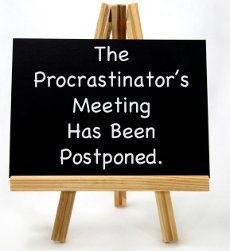 The
Procrastinator's
Meeting
Has Been
Postponed.